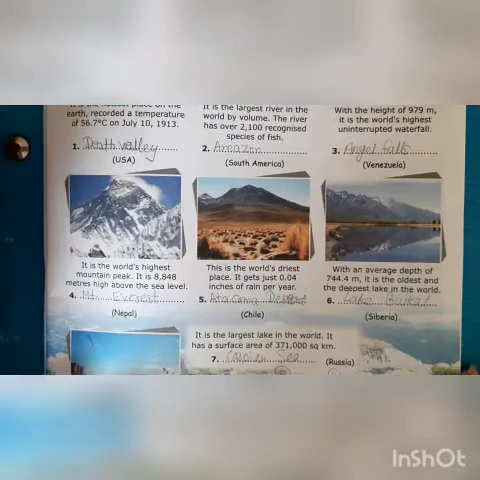 It is the hottest place on the
earth, recorded a temperature
of 56.7°C on July 10, 1913.
1. Death valley
(USA)
It is the largest river in the
world by volume. The river
has over 2,100 recognised
species of fish.
2. Amazon
(South America)
With the height of 979 m,
it is the world's highest
uninterrupted waterfall.
3. Angel Falls
(Venezuela)
It is the world's highest
mountain peak. It is 8,848
metres high above the sea level.
4. Mt. Everest
(Nepal)
This is the world's driest
place. It gets just 0.04
inches of rain per year.
5. Atacama Desert
(Chile)
With an average depth of
744.4 m, it is the oldest and
the deepest lake in the world.
6. Lake Baikal
(Siberia)
It is the largest lake in the world. It
has a surface area of 371,000 sq km.
7. Caspian Sea (Russia)
InShOt